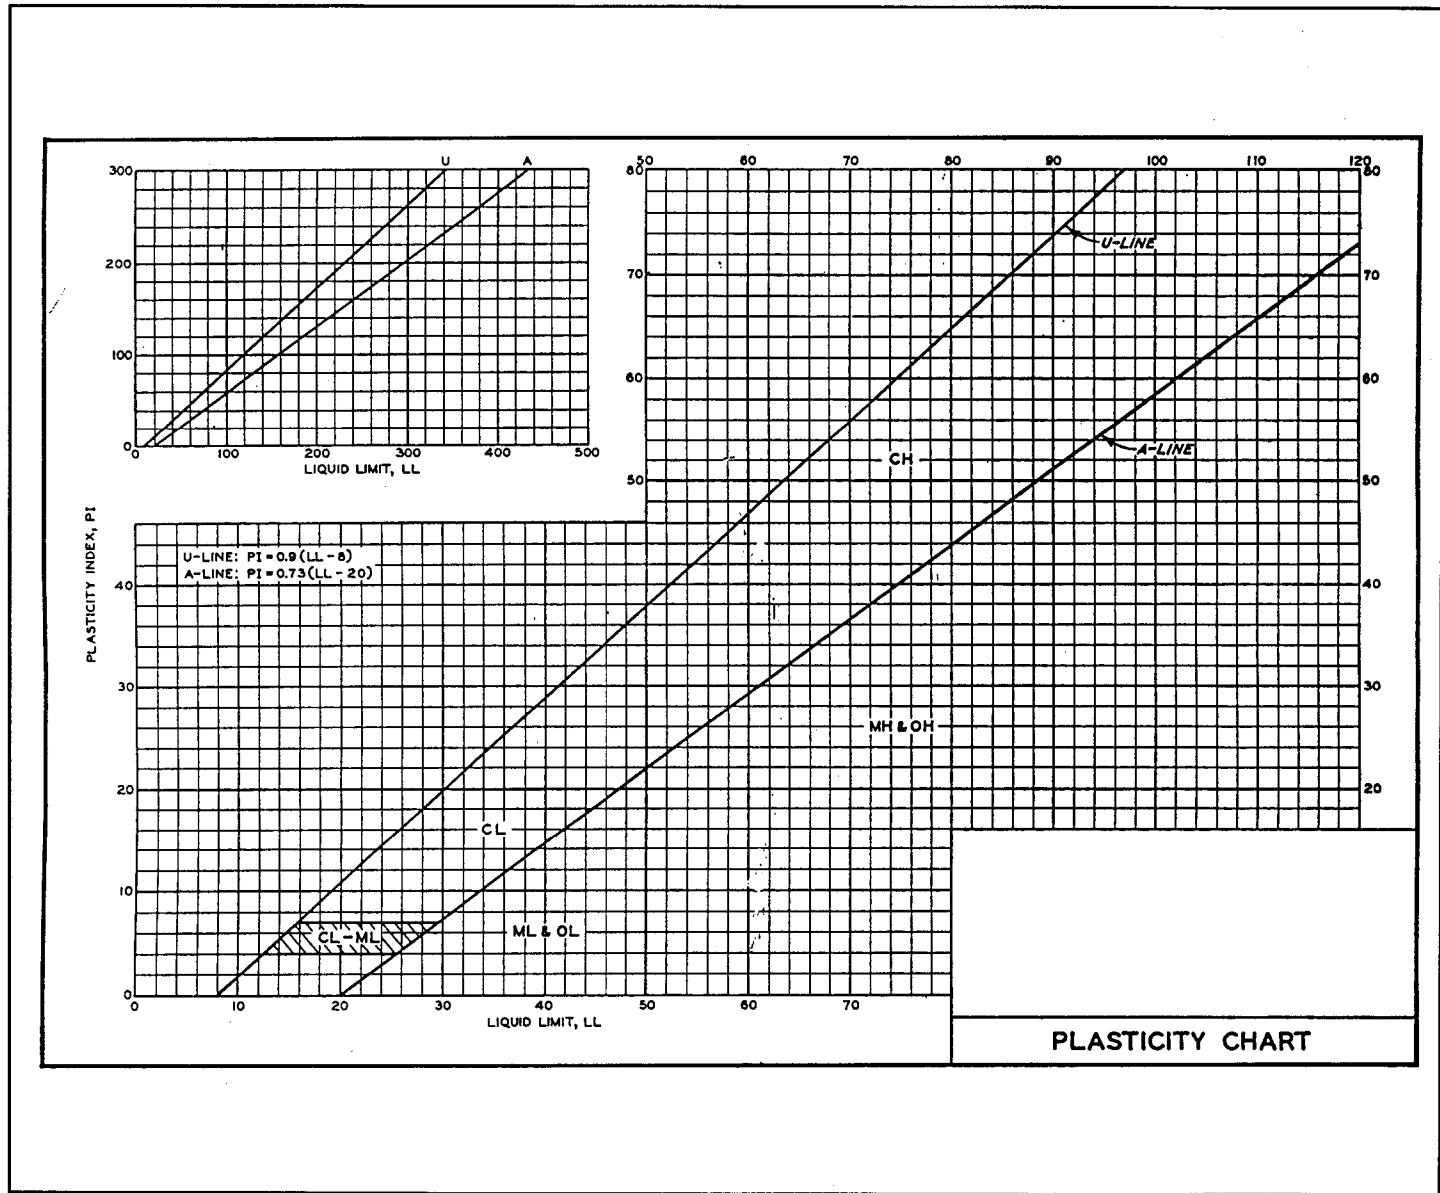 U A
300
200
100
0
0 100 200 300 400 500
LIQUID LIMIT, LL
50 60 70 80 90 100 110 120
80 80
70 70
60 60
50 50
40 40
30 30
20 20
10
0
U-LINE
A-LINE
CH
PLASTICITY INDEX, PI
U-LINE: PI = 0.9 (LL - 8)
A-LINE: PI = 0.73 (LL - 20)
MH & OH
CL
CL-ML
ML & OL
0 10 20 30 40 50 60 70
LIQUID LIMIT, LL
PLASTICITY CHART